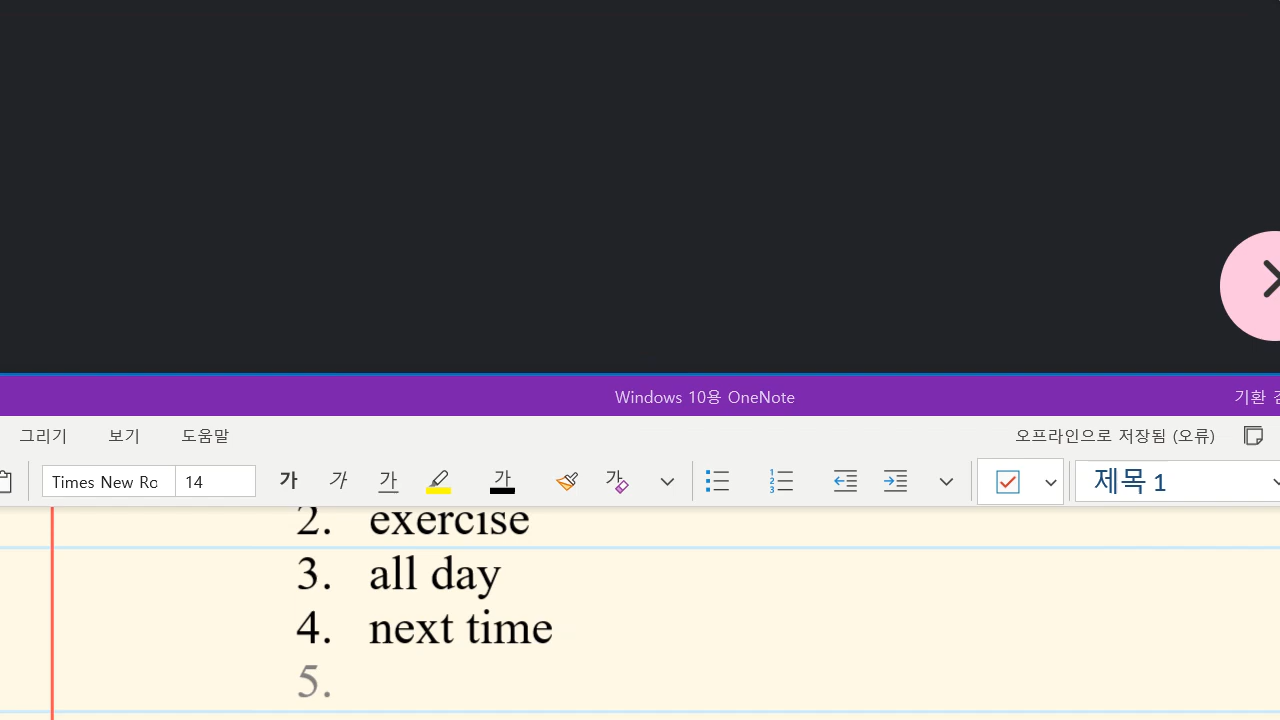 Windows 10용 OneNote 기환
그리기 보기 도움말 오프라인으로 저장됨 (오류)
Times New Ro 14 가 가 가 가 가 제목 1
2. exercise
3. all day
4. next time
5.